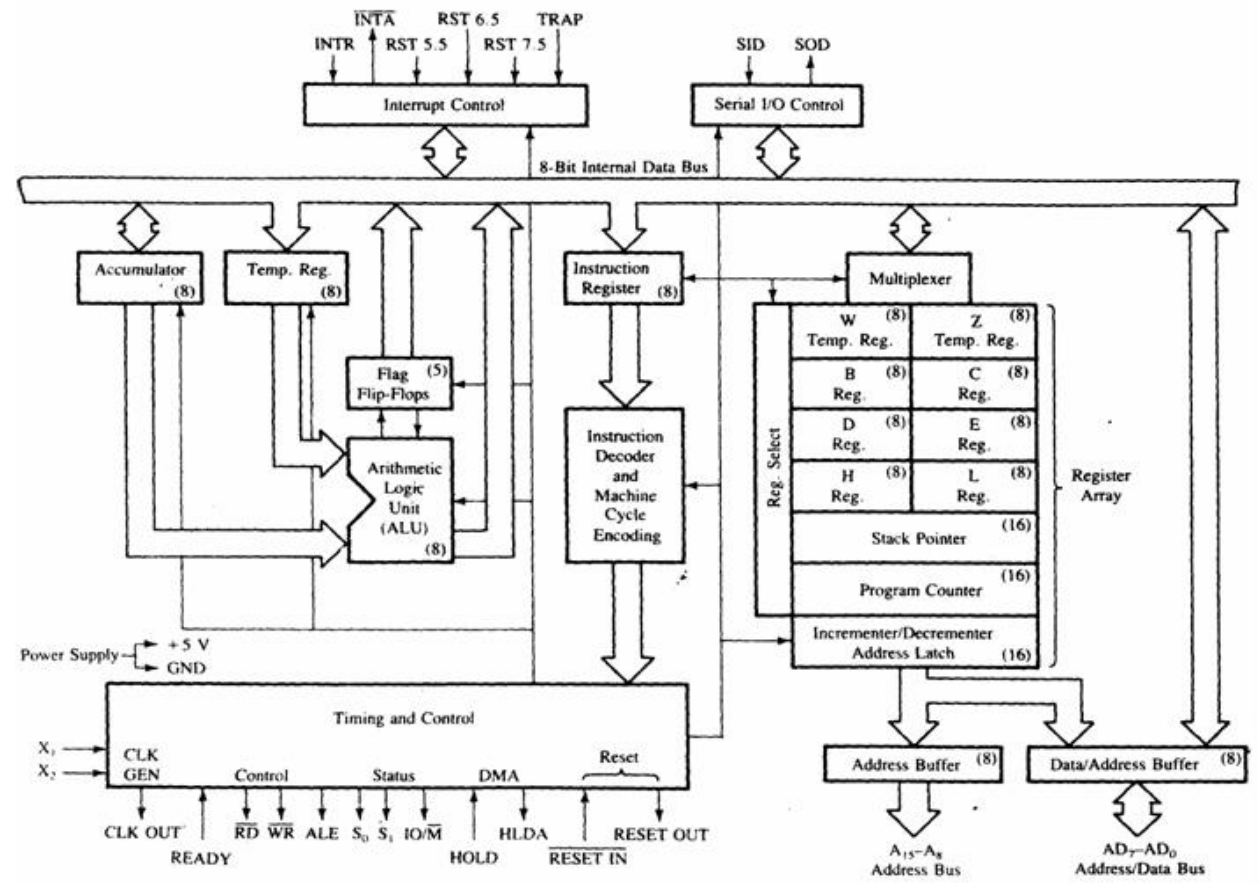 INTA RST 6.5 TRAP
INTR RST 5.5 RST 7.5
SID SOD
Interrupt Control
Serial I/O Control
8-Bit Internal Data Bus
Accumulator
(8)
Temp. Reg.
(8)
Instruction
Register
(8)
Multiplexer
Flag
Flip-Flops
(5)
Arithmetic
Logic
Unit
(ALU)
(8)
Instruction
Decoder
and
Machine
Cycle
Encoding
Reg. Select
W (8)
Temp. Reg.
Z (8)
Temp. Reg.
B (8)
Reg.
C (8)
Reg.
D (8)
Reg.
E (8)
Reg.
H (8)
Reg.
L (8)
Reg.
Stack Pointer (16)
Program Counter (16)
Incrementer/Decrementer
Address Latch (16)
Register
Array
Power Supply
+5 V
GND
Timing and Control
X₁
X₂
CLK
GEN
Control
Status
DMA
Reset
CLK OUT
READY
RD WR ALE S₀ S₁ IO/M
HOLD
HLDA
RESET IN
RESET OUT
Address Buffer (8)
Data/Address Buffer (8)
A₁₅–A₈
Address Bus
AD₇–AD₀
Address/Data Bus